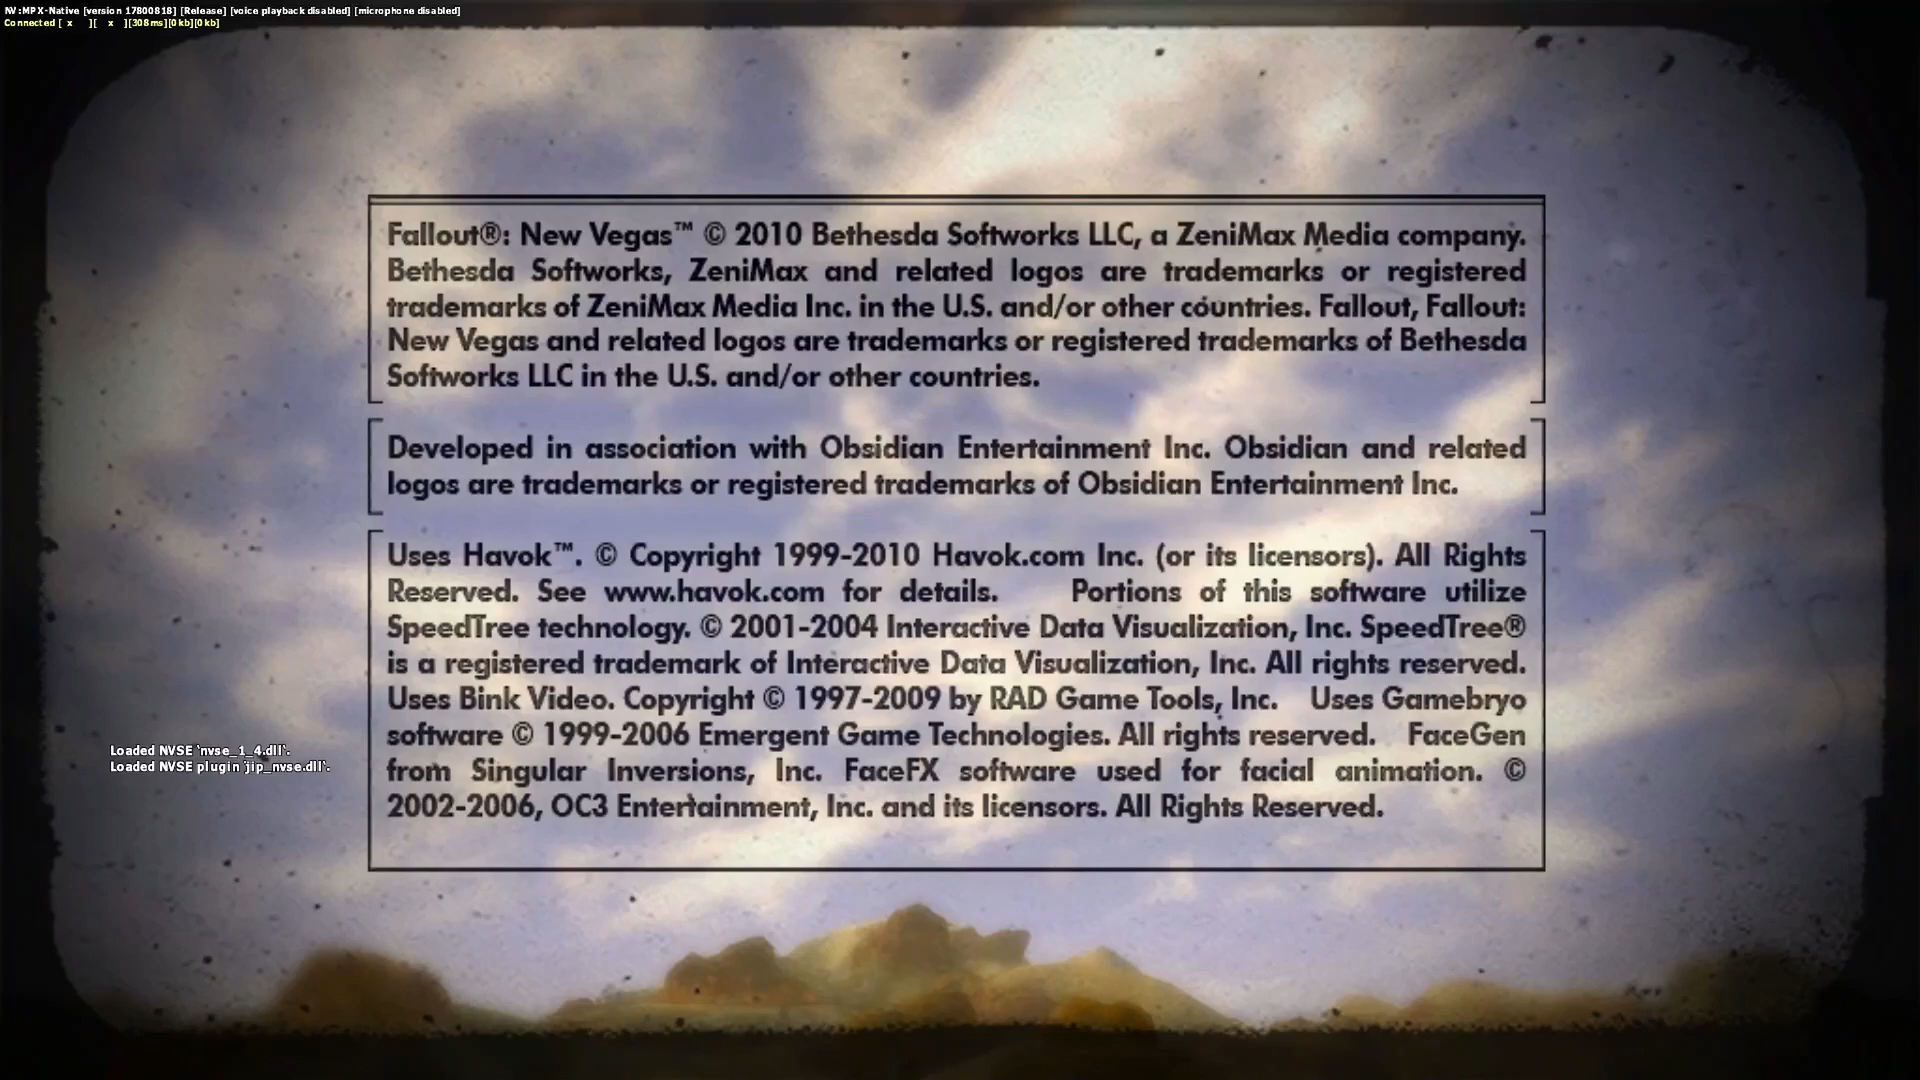 NV:MPX-Native [version 17800818] [Release] [voice playback disabled] [microphone disabled]
Connected [ x ][ x ][308ms][0kb][0kb]
Fallout®: New Vegas™ © 2010 Bethesda Softworks LLC, a ZeniMax Media company.
Bethesda Softworks, ZeniMax and related logos are trademarks or registered
trademarks of ZeniMax Media Inc. in the U.S. and/or other countries. Fallout, Fallout:
New Vegas and related logos are trademarks or registered trademarks of Bethesda
Softworks LLC in the U.S. and/or other countries.
Developed in association with Obsidian Entertainment Inc. Obsidian and related
logos are trademarks or registered trademarks of Obsidian Entertainment Inc.
Uses Havok™. © Copyright 1999-2010 Havok.com Inc. (or its licensors). All Rights
Reserved. See www.havok.com for details. Portions of this software utilize
SpeedTree technology. © 2001-2004 Interactive Data Visualization, Inc. SpeedTree®
is a registered trademark of Interactive Data Visualization, Inc. All rights reserved.
Uses Bink Video. Copyright © 1997-2009 by RAD Game Tools, Inc. Uses Gamebryo
software © 1999-2006 Emergent Game Technologies. All rights reserved. FaceGen
from Singular Inversions, Inc. FaceFX software used for facial animation. ©
2002-2006, OC3 Entertainment, Inc. and its licensors. All Rights Reserved.
Loaded NVSE `nvse_1_4.dll`.
Loaded NVSE plugin `jip_nvse.dll`.